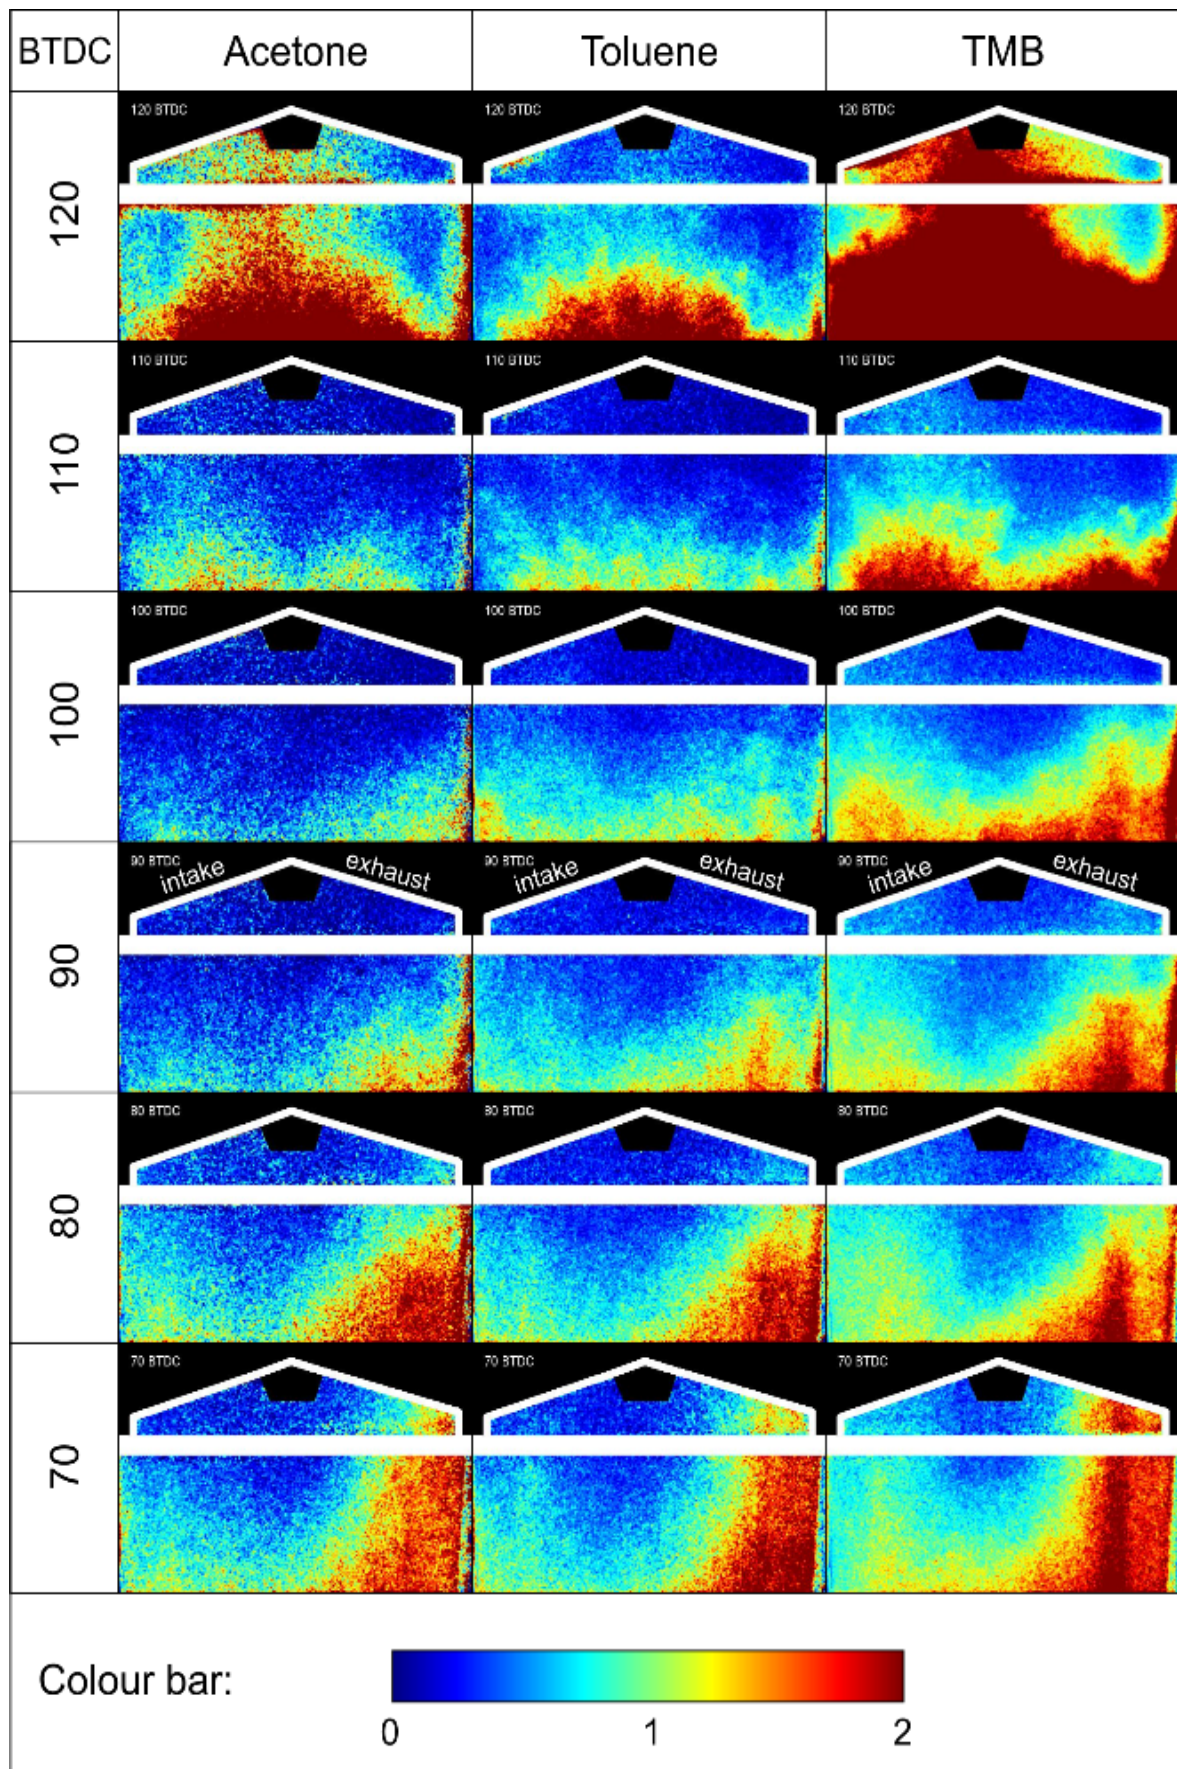 BTDC Acetone Toluene TMB
120 120 BTDC 120 BTDC 120 BTDC
110 110 BTDC 110 BTDC 110 BTDC
100 100 BTDC 100 BTDC 100 BTDC
90 90 BTDC intake exhaust 90 BTDC intake exhaust 90 BTDC intake exhaust
80 80 BTDC 80 BTDC 80 BTDC
70 70 BTDC 70 BTDC 70 BTDC
Colour bar:
0 1 2